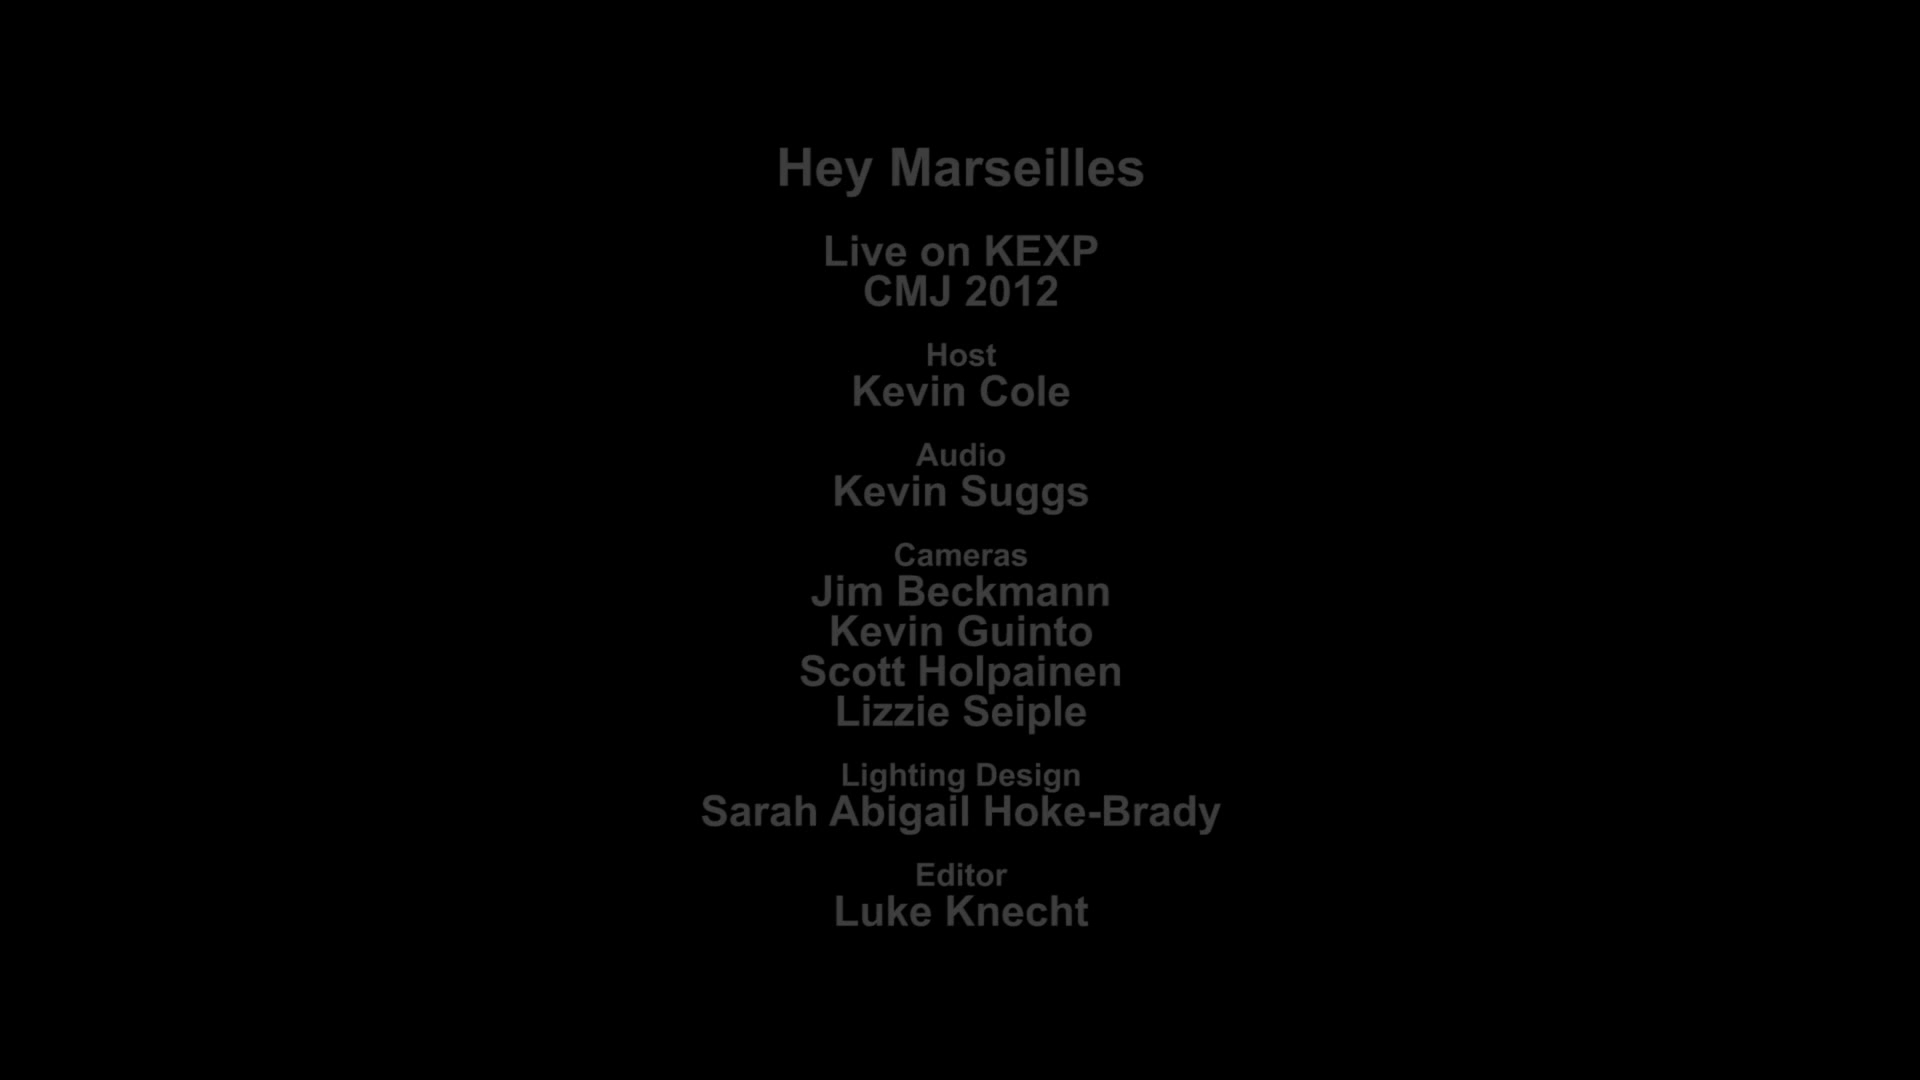 Hey Marseilles
Live on KEXP
CMJ 2012
Host
Kevin Cole
Audio
Kevin Suggs
Cameras
Jim Beckmann
Kevin Guinto
Scott Holpainen
Lizzie Seiple
Lighting Design
Sarah Abigail Hoke-Brady
Editor
Luke Knecht